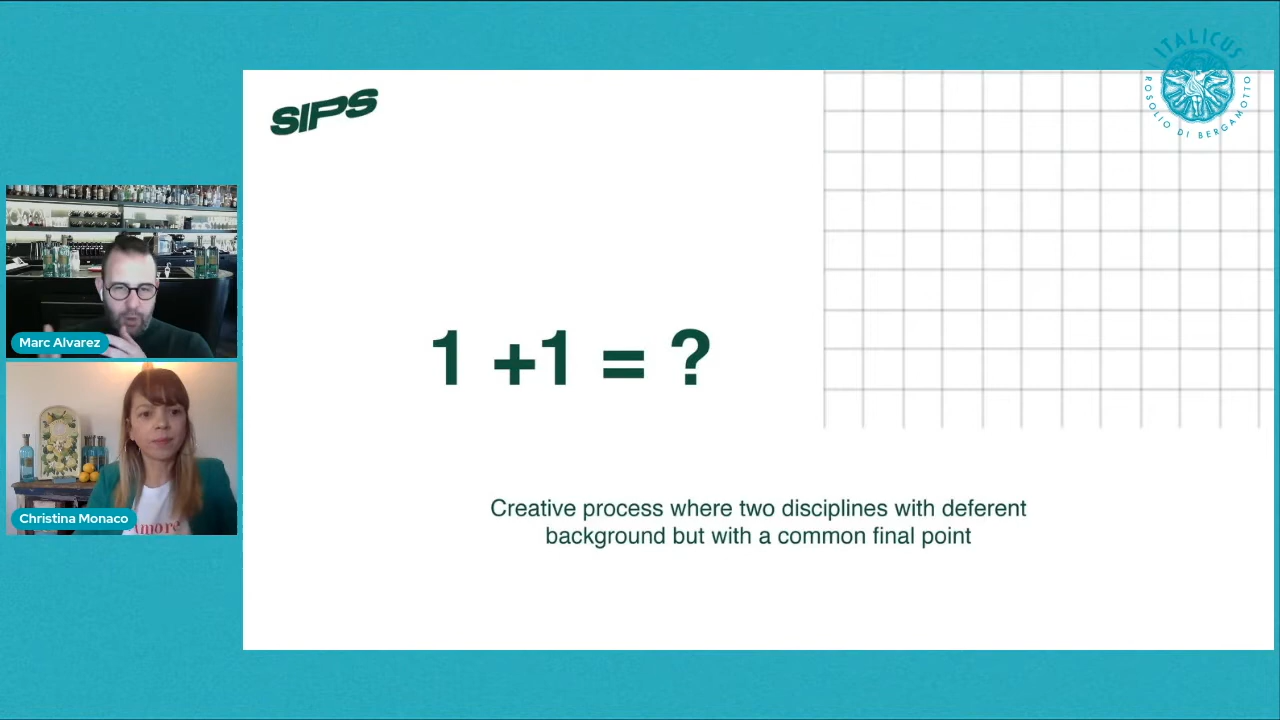 SIPS
ITALICUS
ROSOLIO DI BERGAMOTTO
1 +1 = ?
Creative process where two disciplines with deferent
background but with a common final point
Marc Alvarez
Christina Monaco
Amore